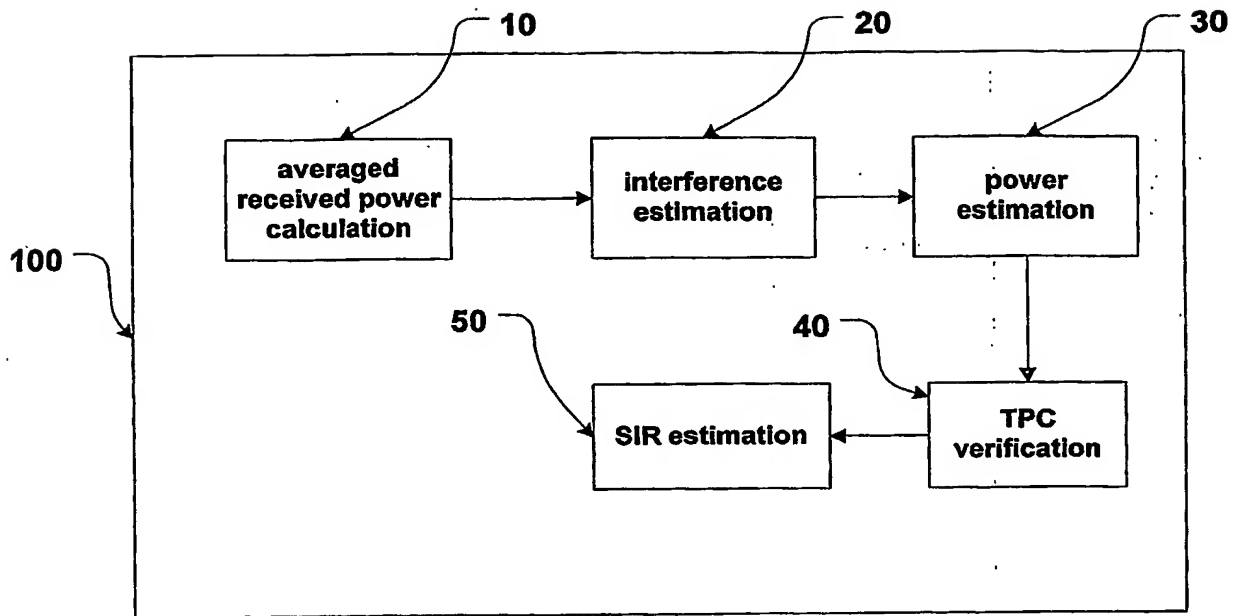 10
20
30
averaged
received power
calculation
interference
estimation
power
estimation
100
50
40
SIR estimation
TPC
verification